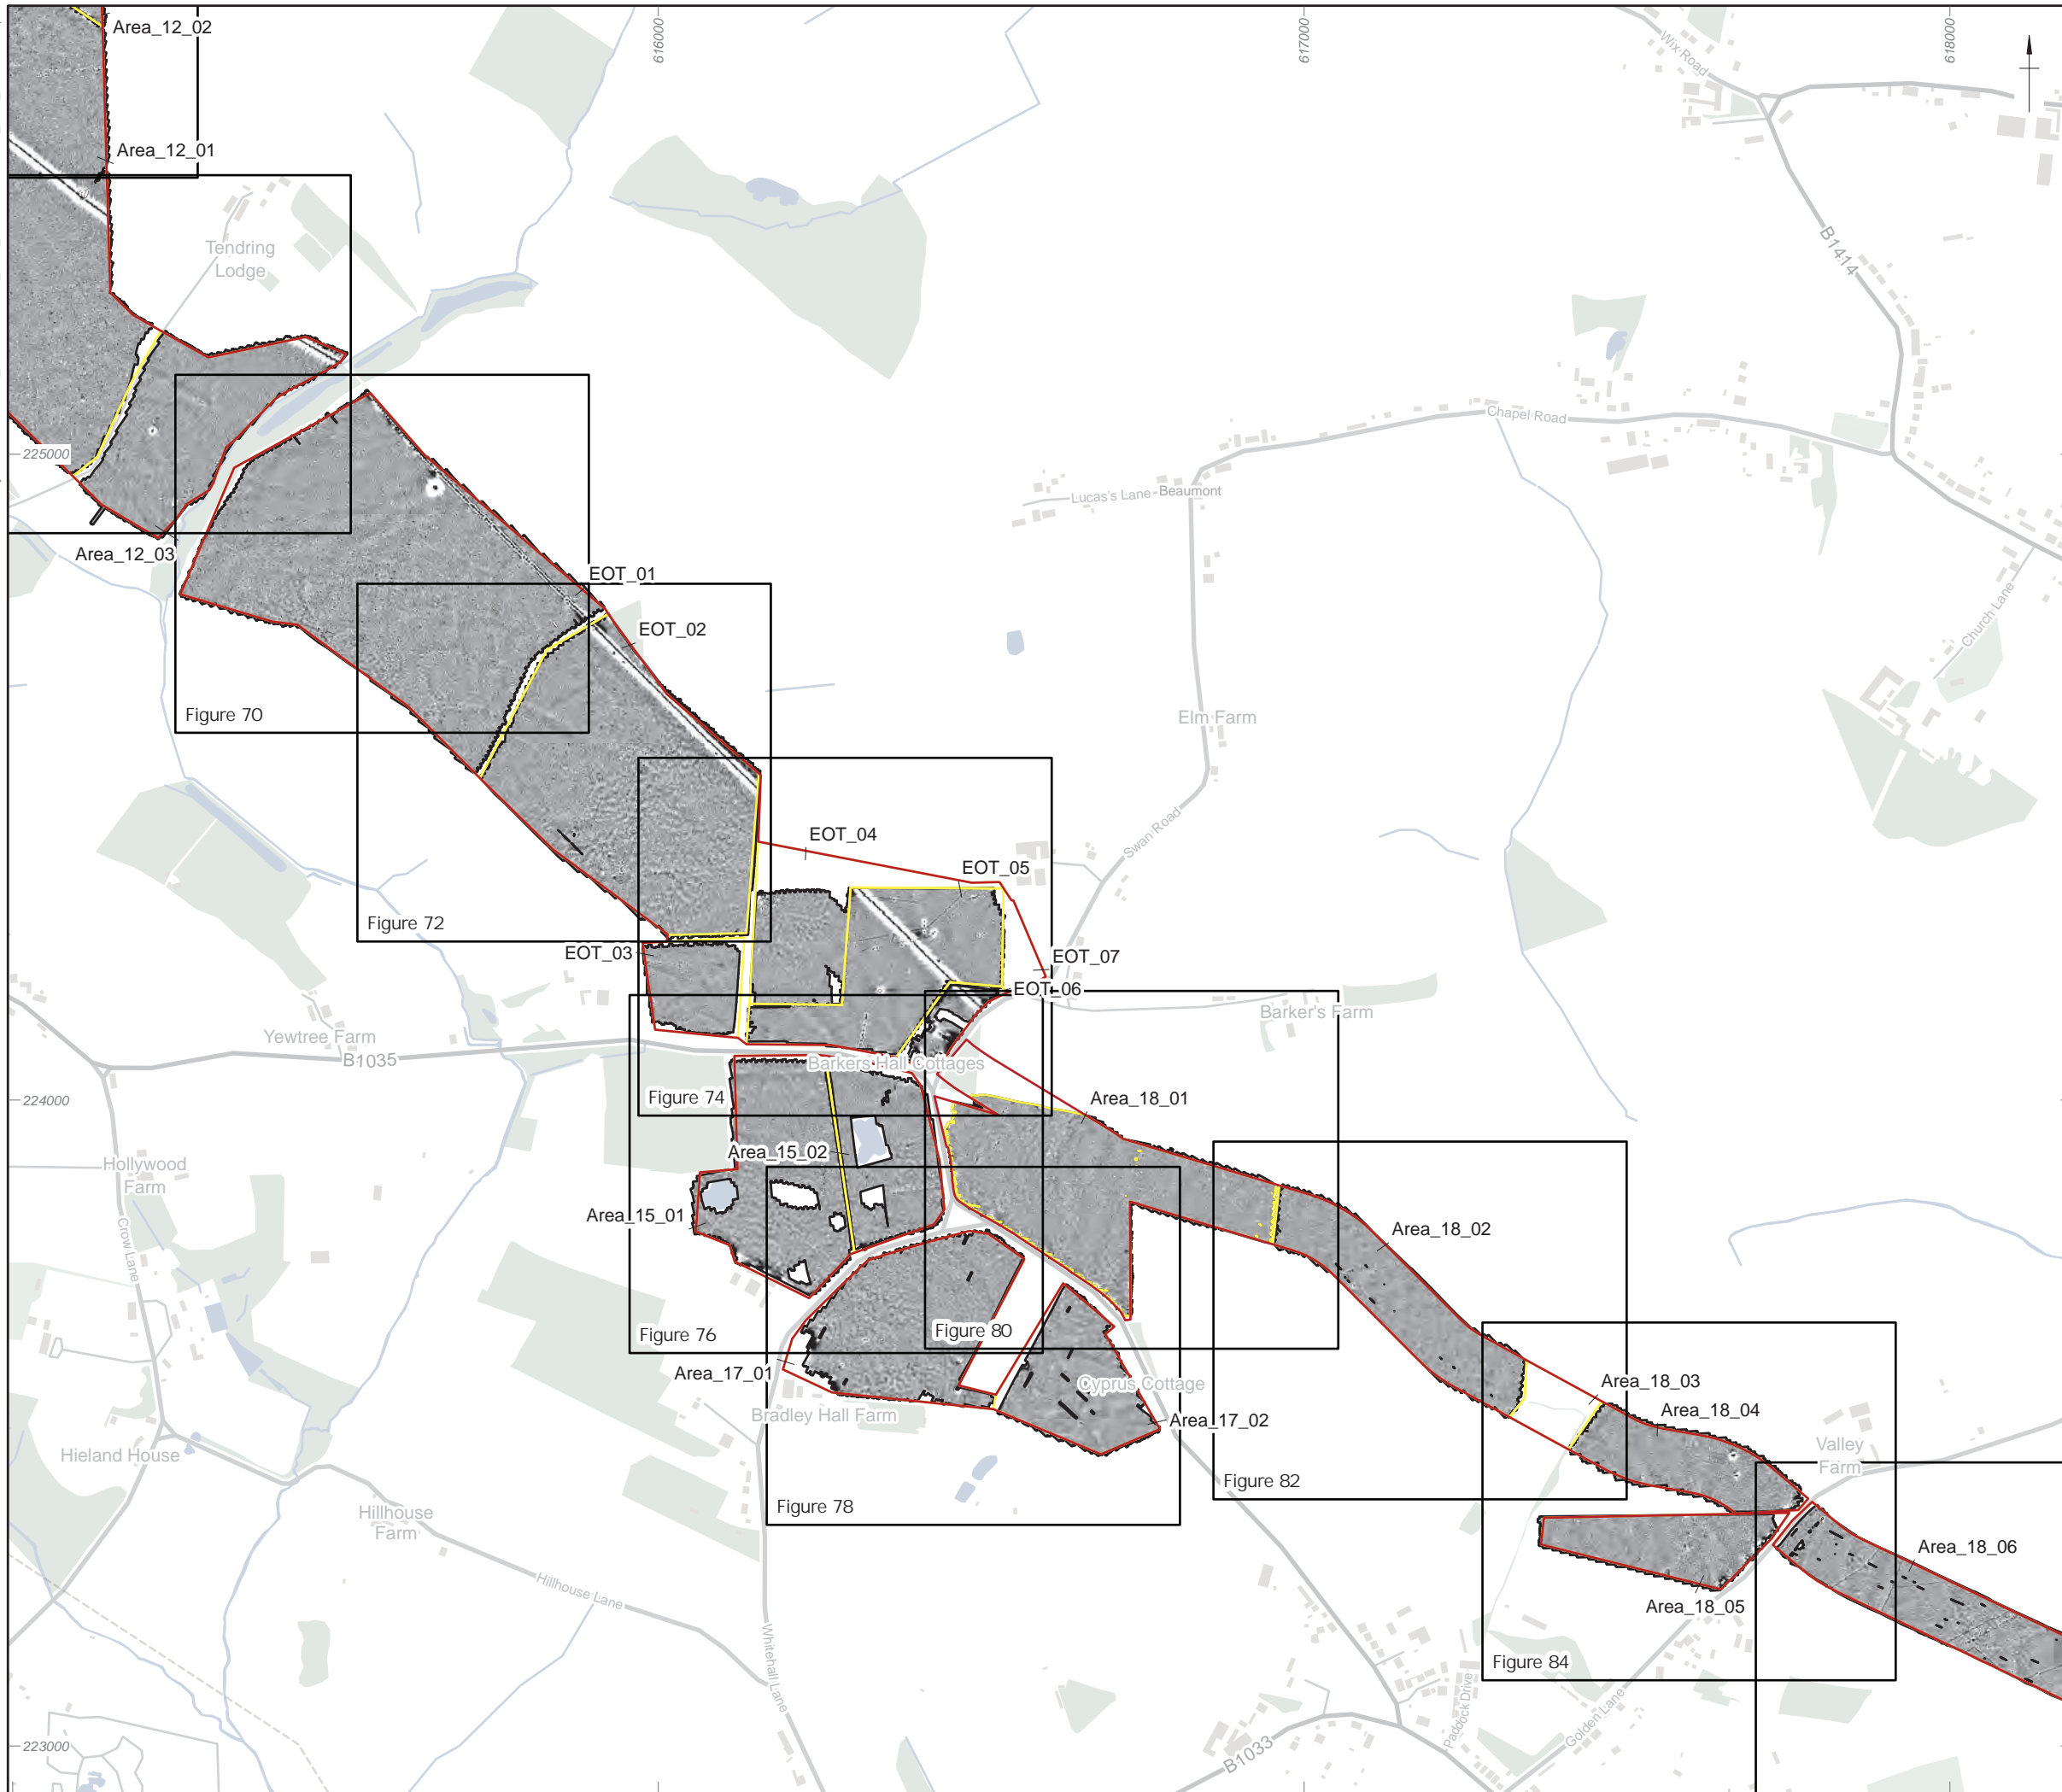 Area_12_02
616000
617000
618000
Wix Road
Area_12_01
B1414
Tendring
Lodge
Chapel Road
225000
Lucas's Lane
Beaumont
Area_12_03
EOT_01
Church Lane
EOT_02
Figure 70
Elm Farm
Swan Road
EOT_04
EOT_05
Figure 72
EOT_03
EOT_07
EOT_06
Barker's Farm
Yewtree Farm
B1035
Barkers Hall Cottages
Figure 74
224000
Area_18_01
Area_15_02
Hollywood
Farm
Area_15_01
Area_18_02
Crow Lane
Figure 76
Figure 80
Area_17_01
Cyprus Cottage
Area_18_03
Bradley Hall Farm
Area_18_04
Area_17_02
Valley
Farm
Hieland House
Figure 82
Hillhouse
Farm
Figure 78
Area_18_06
Hillhouse Lane
Area_18_05
Whitehall Lane
Figure 84
Paddock Drive
Golden Lane
223000
B1033